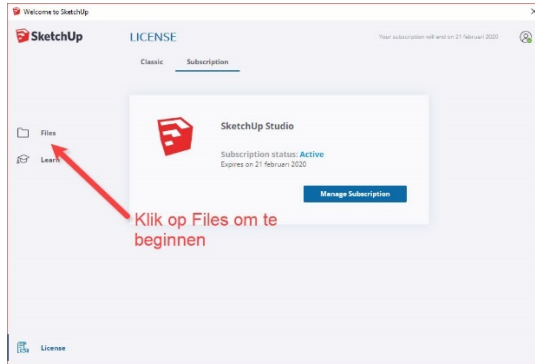 Welcome to SketchUp
SketchUp
LICENSE
Your subscription will end on 21 februari 2020
Classic
Subscription
Files
Learn
SketchUp Studio
Subscription status: Active
Expires on 21 februari 2020
Manage Subscription
Klik op Files om te
beginnen
License